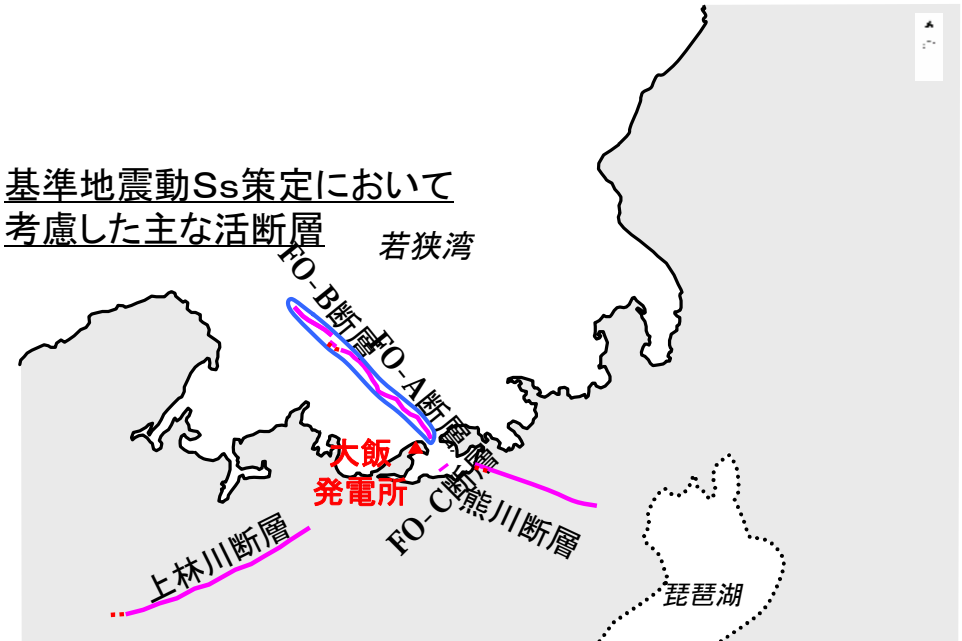 基準地震動Ss策定において
考慮した主な活断層
若狭湾
FO-B断層
FO-A断層
大飯
発電所
FO-C断層
熊川断層
上林川断層
琵琶湖